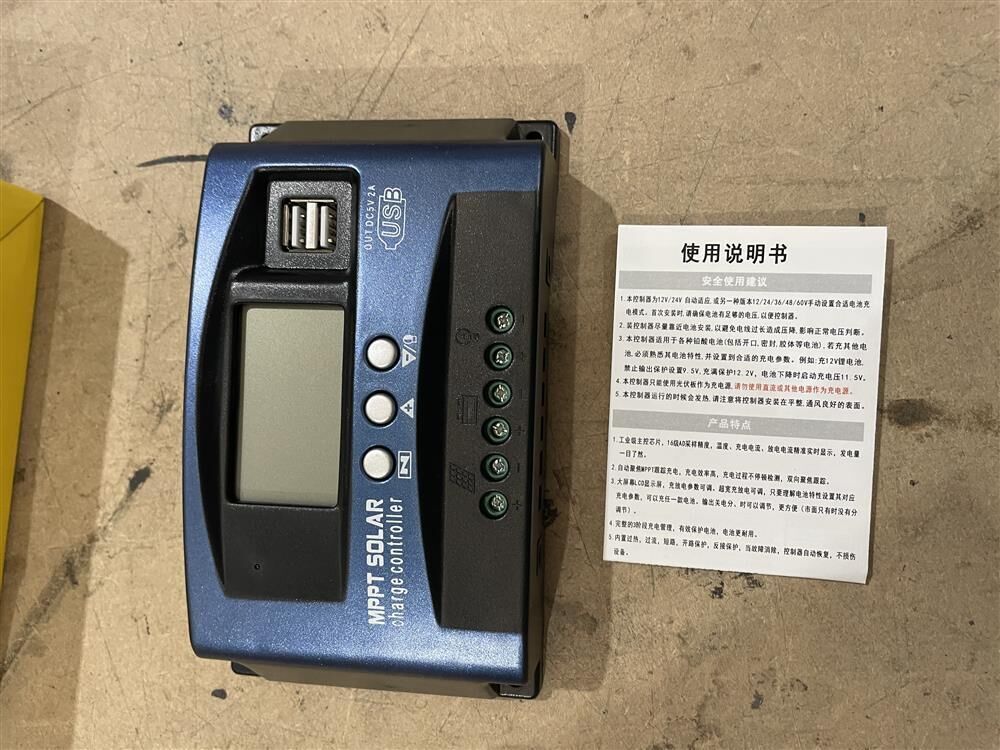 OUT DC5V 2A
USB
MPPT SOLAR
charge controller
使用说明书
安全使用建议
1.本控制器为12V/24V 自动适应,或另一种版本12/24/36/48/60V手动设置合适电池充
电模式。首次安装时,请确保电池有足够的电压,以便控制器。
2.装控制器尽量靠近电池安装,以避免电线过长造成压降,影响正常电压判断。
3.本控制器适用于各种铅酸电池(包括开口,密封,胶体等电池),若充其他电
池,必须熟悉其电池特性,并设置到合适的充电参数。例如:充12V锂电池,
禁止输出保护设置9.5V,充满保护12.2V,电池下降时启动充电压11.5V。
4.本控制器只能使用光伏板作为充电源,请勿使用直流或其他电源作为充电源。
5.本控制器运行的时候会发热,请注意将控制器安装在平整,通风良好的表面。
产品特点
1.工业级主控芯片，16级AD采样精度，温度、充电电流、放电电流精准实时显示，发电量
一目了然。
2.自动聚焦MPPT跟踪充电，充电效率高，充电过程不停顿检测，双向聚焦跟踪。
3.大屏幕LCD显示屏，充放电参数可调。超宽充放电可调，只要理解电池特性设置其对应
充电参数，可以充任一款电池。输出关电分、时可以调节，更方便（市面只有时没有分
调节）。
4.完整的3阶段充电管理，有效保护电池，电池更耐用。
5.内置过热，过流，短路，开路保护，反接保护，当故障消除，控制器自动恢复，不损伤
设备。